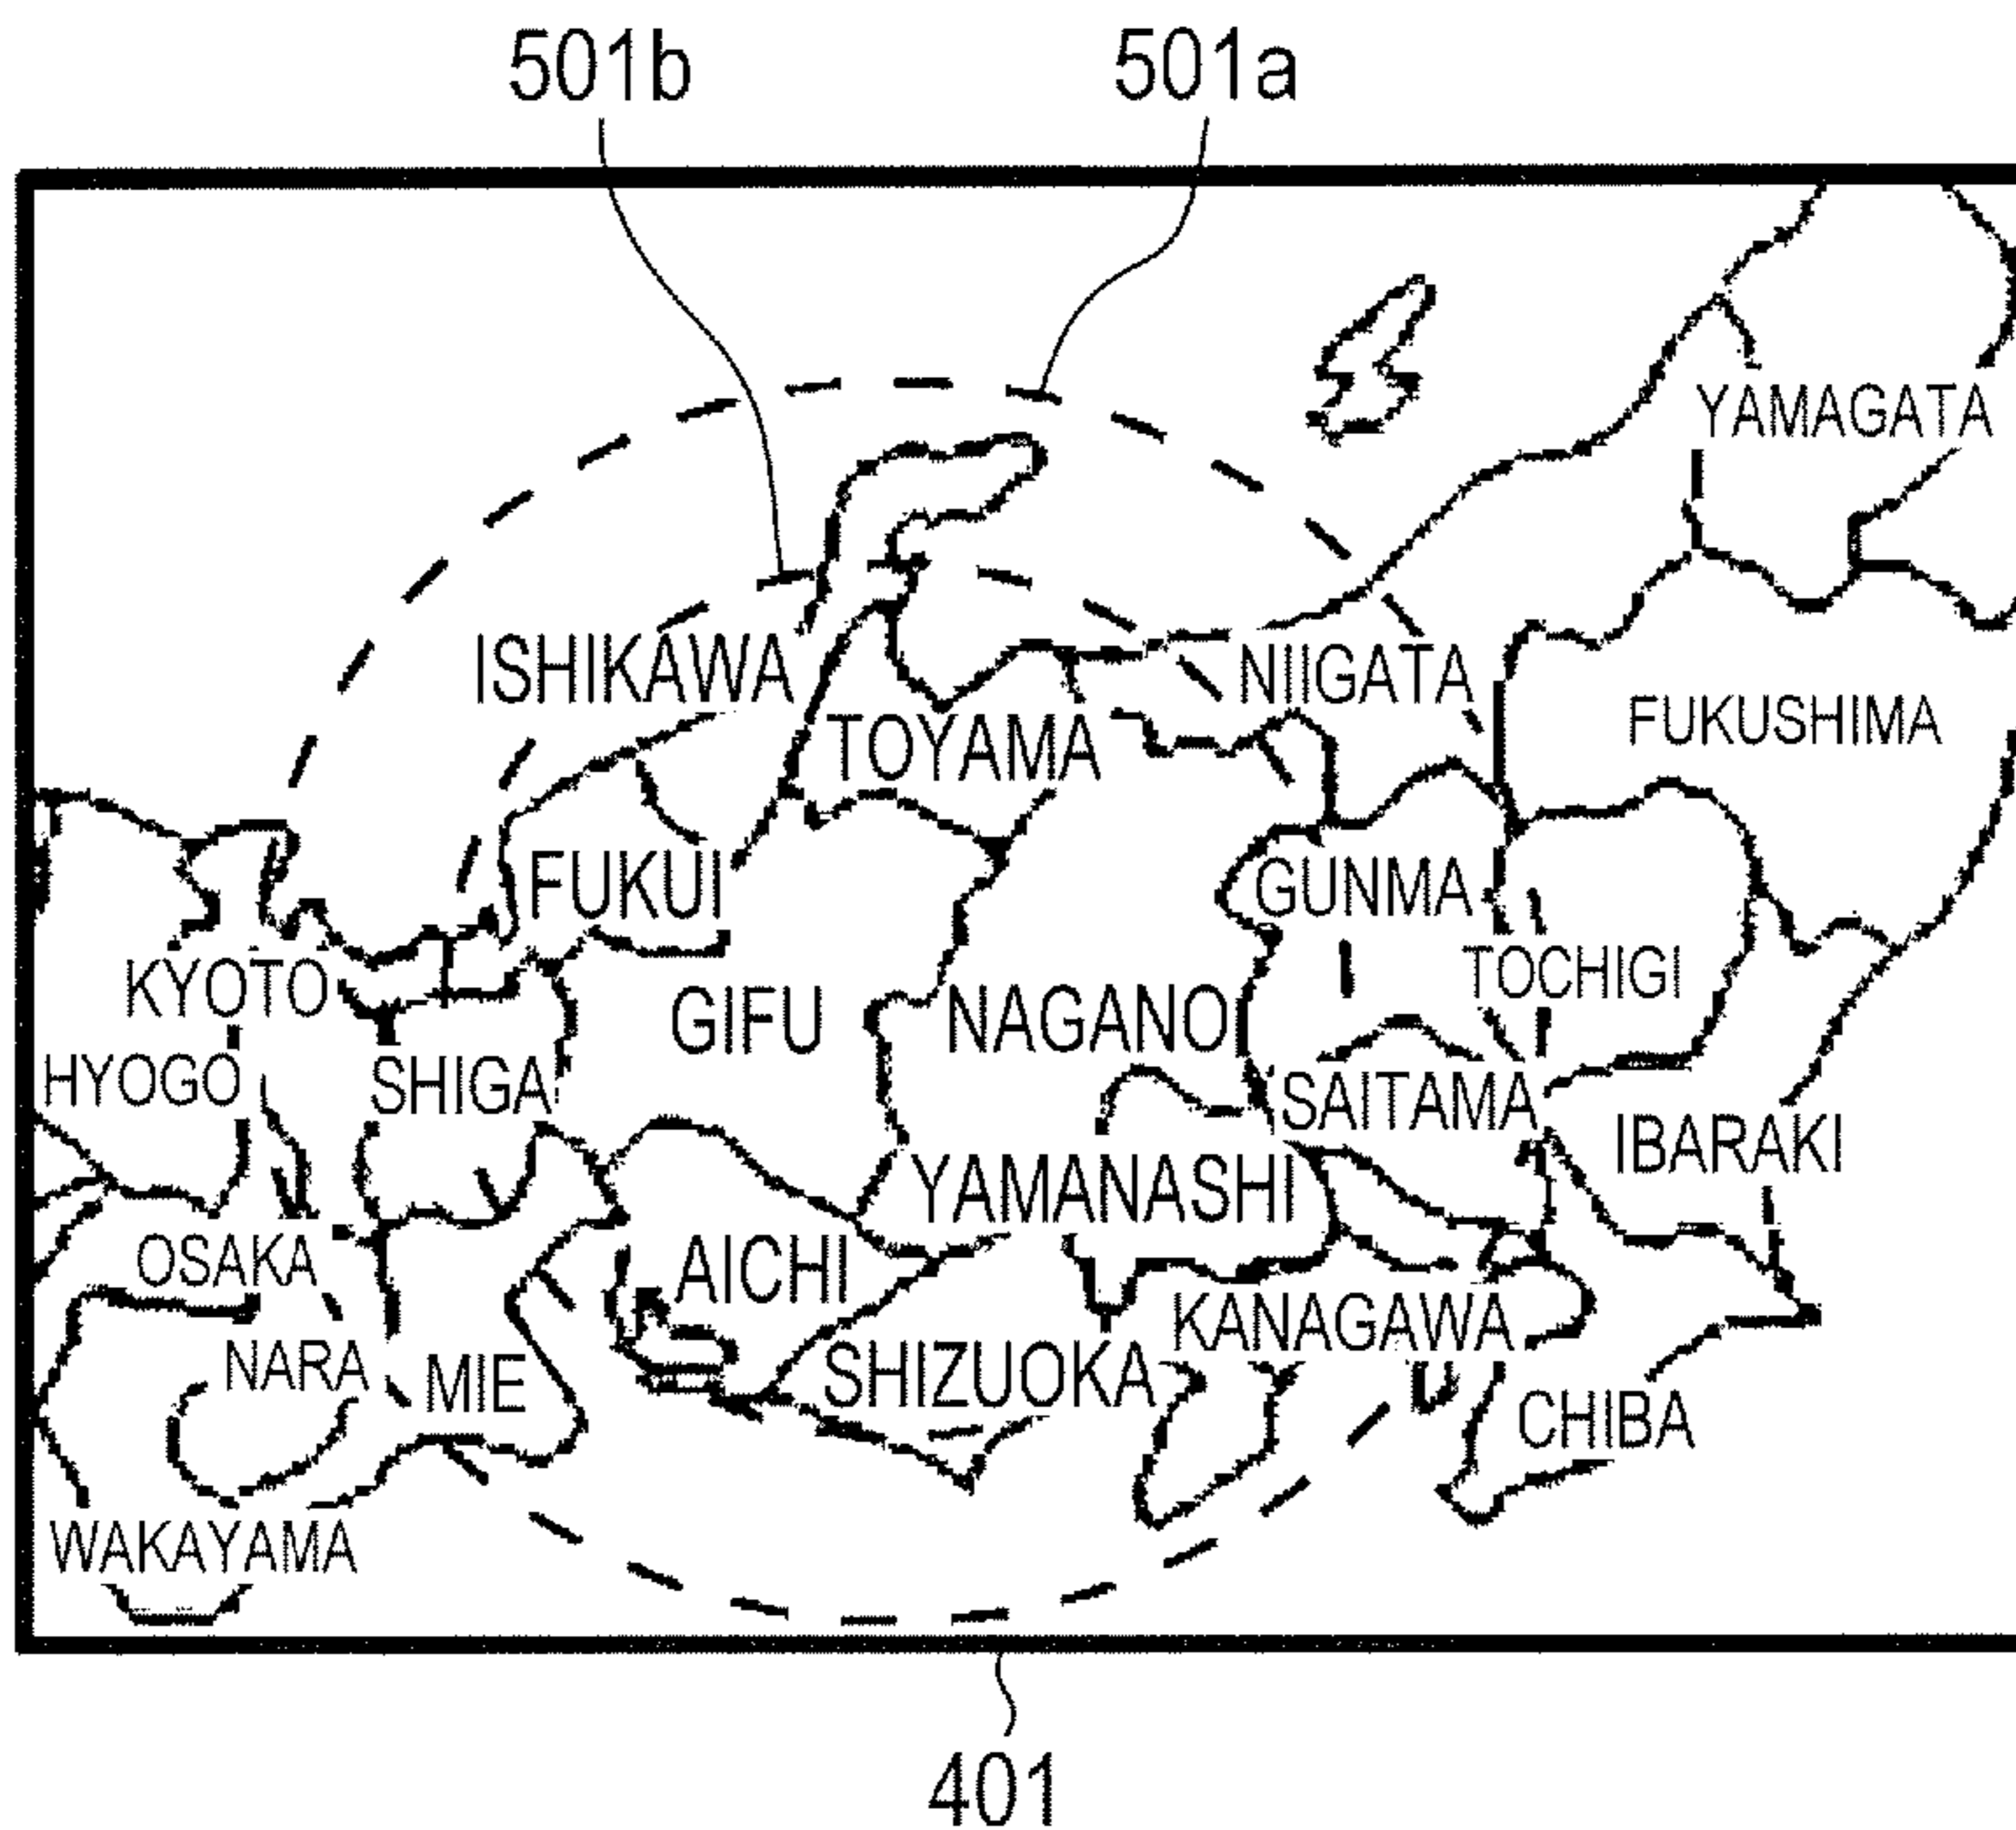 501b 501a
YAMAGATA
ISHIKAWA NIIGATA
FUKUSHIMA
TOYAMA
FUKUI GUNMA
TOCHIGI
KYOTO
GIFU NAGANO
HYOGO SHIGA SAITAMA
IBARAKI
YAMANASHI
OSAKA AICHI
KANAGAWA
NARA MIE SHIZUOKA
CHIBA
WAKAYAMA
401